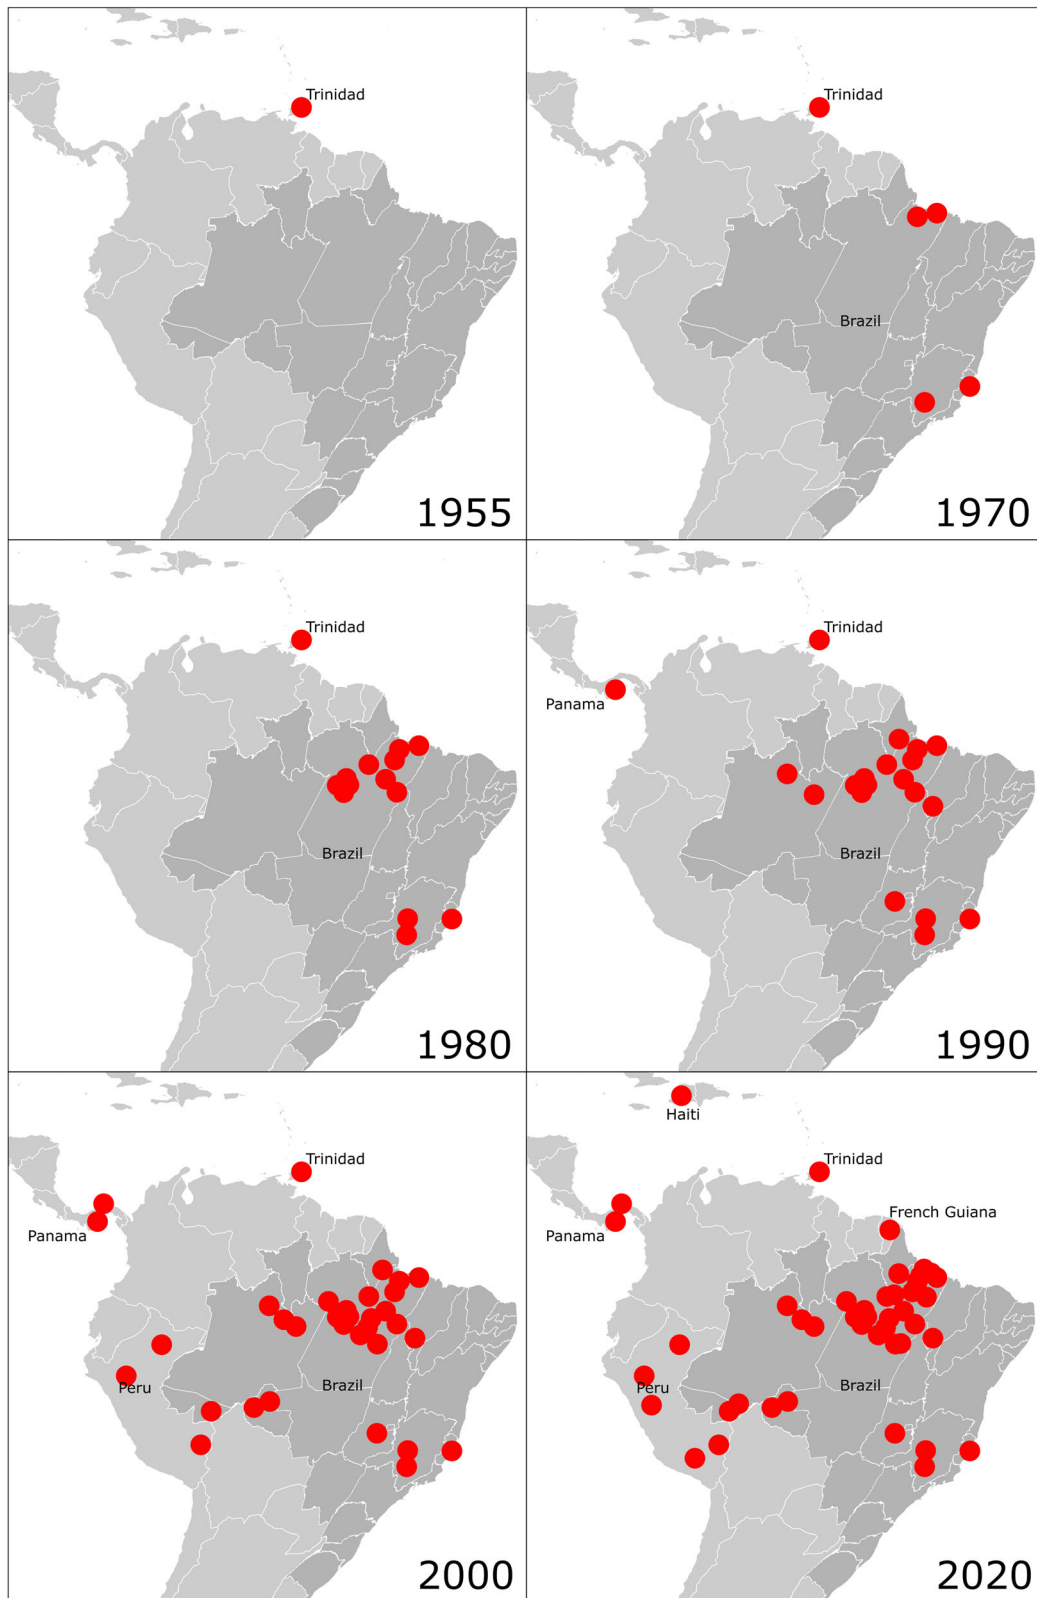 Trinidad
1955
Trinidad
Brazil
1970
Trinidad
Brazil
1980
Trinidad
Panama
Brazil
1990
Trinidad
Panama
Peru
Brazil
2000
Haiti
Trinidad
French Guiana
Panama
Peru
Brazil
2020